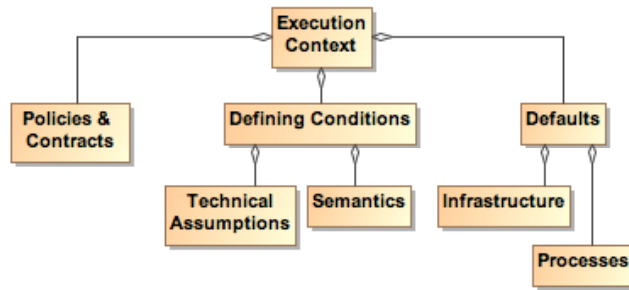 Execution
Context
Policies &
Contracts
Defining Conditions
Defaults
Technical
Assumptions
Semantics
Infrastructure
Processes